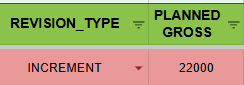 REVISION_TYPE PLANNED GROSS
INCREMENT 22000